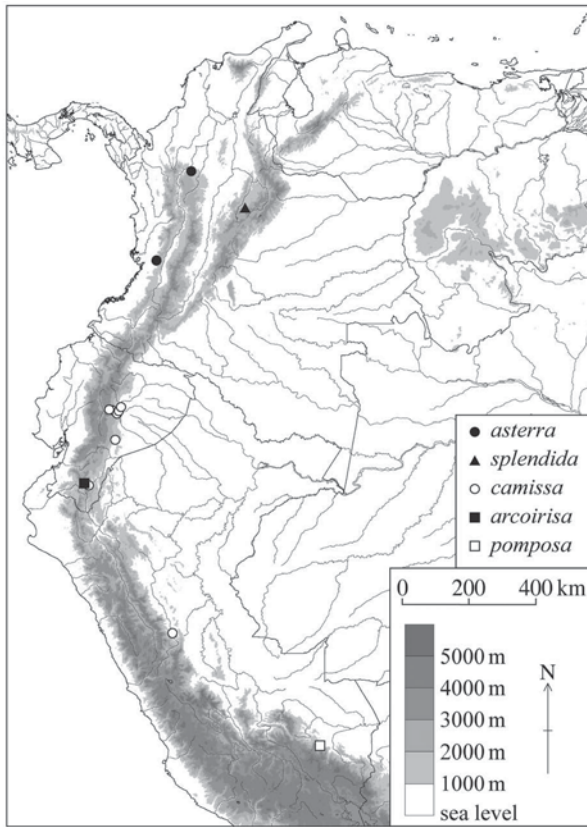 asterra
splendida
camissa
arcoirisa
pomposa
0 200 400 km
5000 m
4000 m
3000 m
2000 m
1000 m
sea level
N